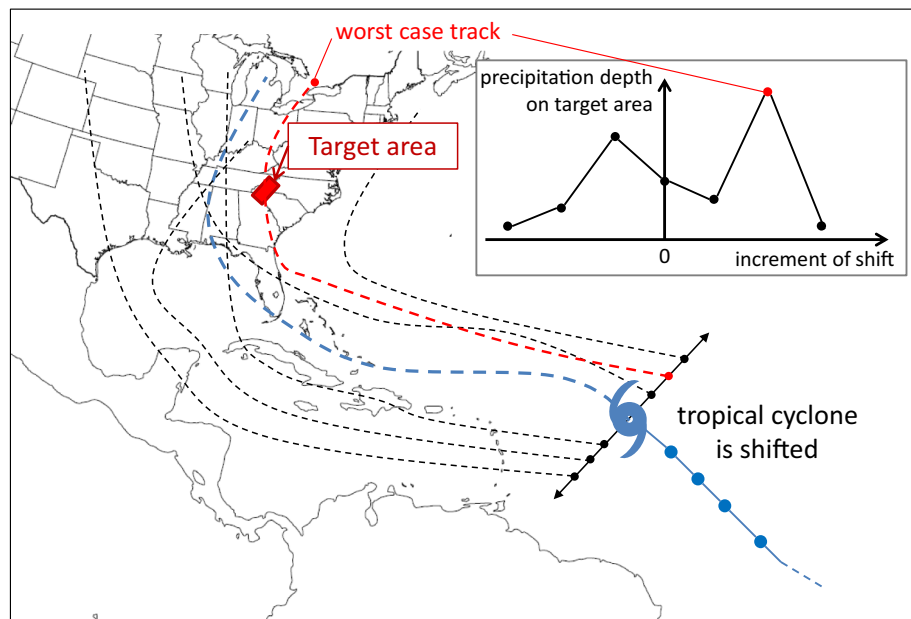 worst case track
precipitation depth
on target area
Target area
0
increment of shift
tropical cyclone
is shifted